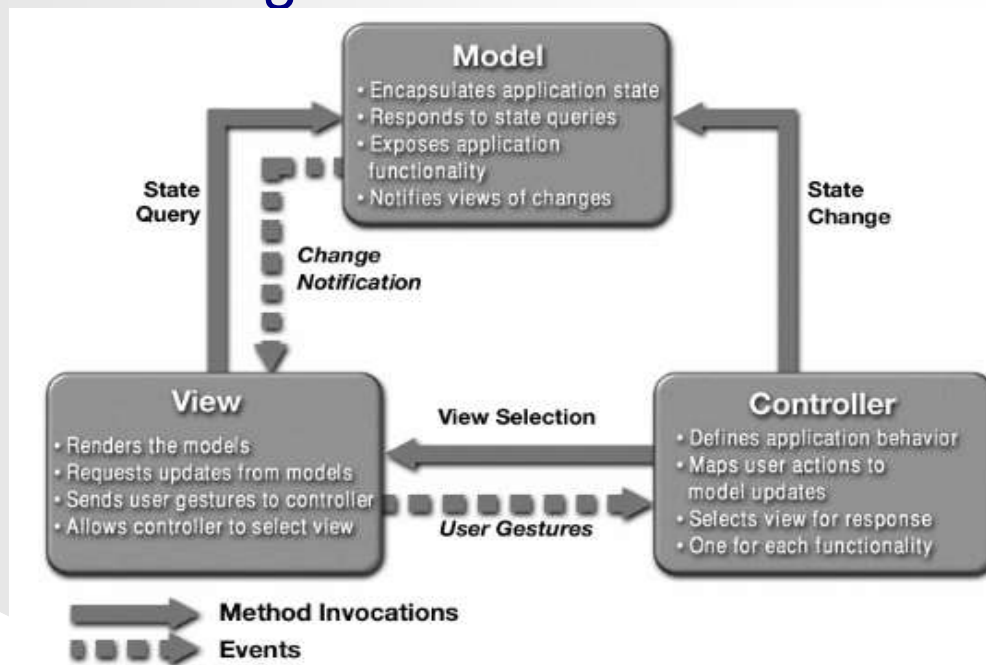 Model
• Encapsulates application state
• Responds to state queries
• Exposes application
functionality
• Notifies views of changes
State
Query
Change
Notification
State
Change
View
• Renders the models
• Requests updates from models
• Sends user gestures to controller
• Allows controller to select view
View Selection
User Gestures
Controller
• Defines application behavior
• Maps user actions to
model updates
• Selects view for response
• One for each functionality
Method Invocations
Events